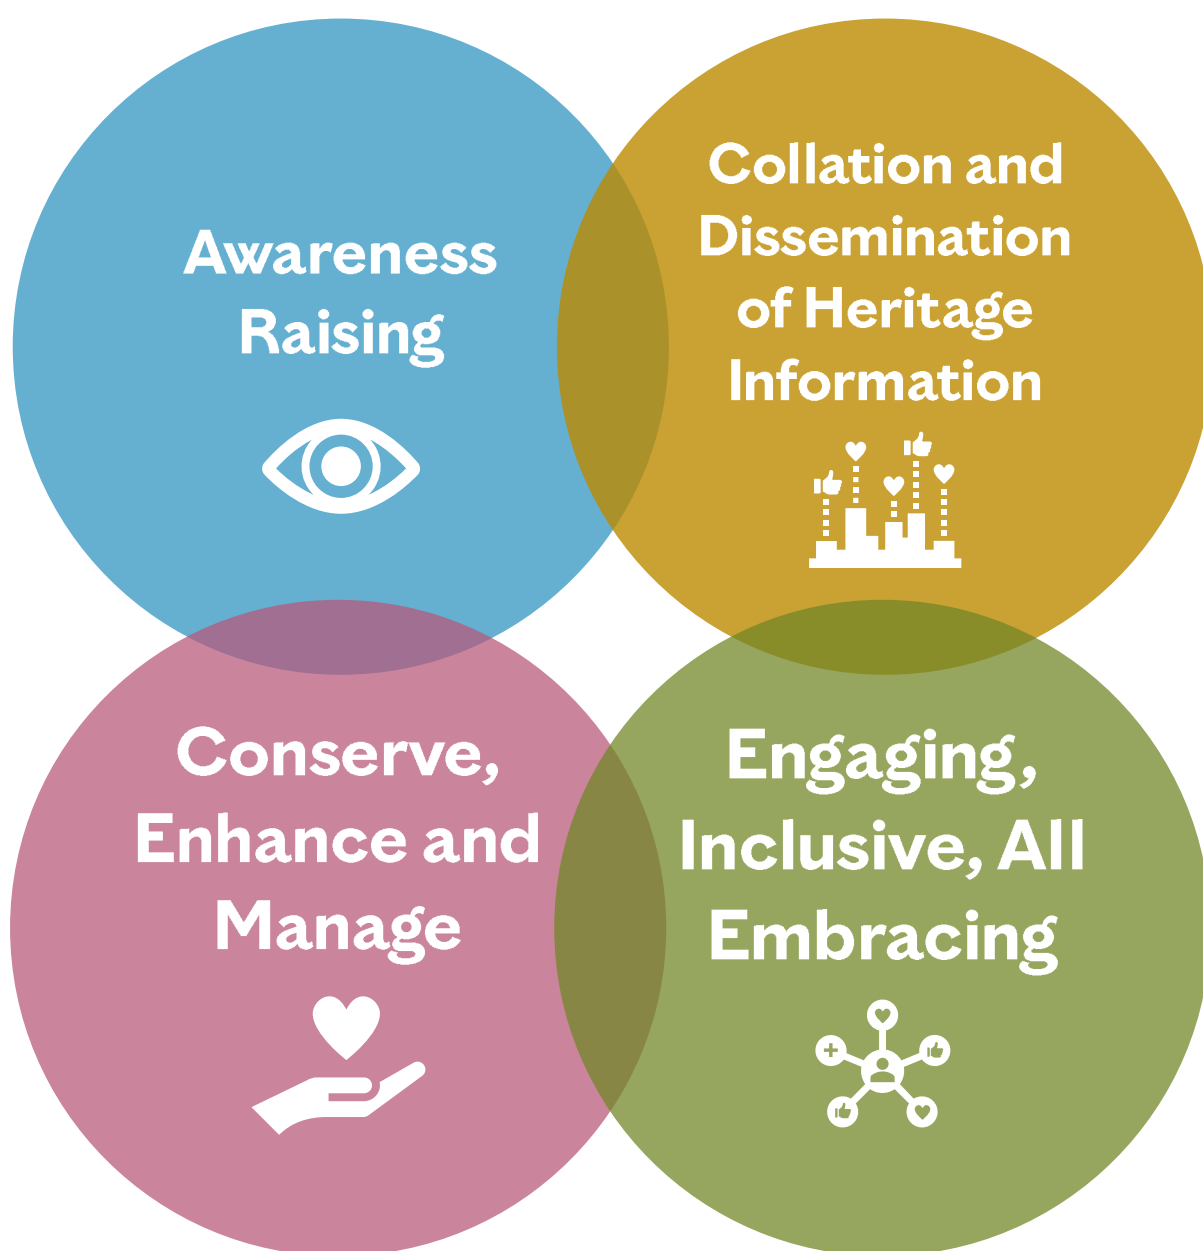 Awareness
Raising
Collation and
Dissemination
of Heritage
Information
Conserve,
Enhance and
Manage
Engaging,
Inclusive, All
Embracing